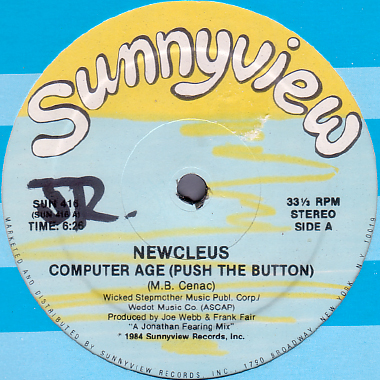 Sunnyview
SUN 416
(SUN 416 A)
TIME: 6:26
33⅓ RPM
STEREO
SIDE A
NEWCLEUS
COMPUTER AGE (PUSH THE BUTTON)
(M.B. Cenac)
Wicked Stepmother Music Publ. Corp./
Wedot Music Co. (ASCAP)
Produced by Joe Webb & Frank Fair
"A Jonathan Fearing Mix"
℗ 1984 Sunnyview Records, Inc.
MARKETED AND DISTRIBUTED BY SUNNYVIEW RECORDS, INC., 1790 BROADWAY, NEW YORK, N.Y. 10019